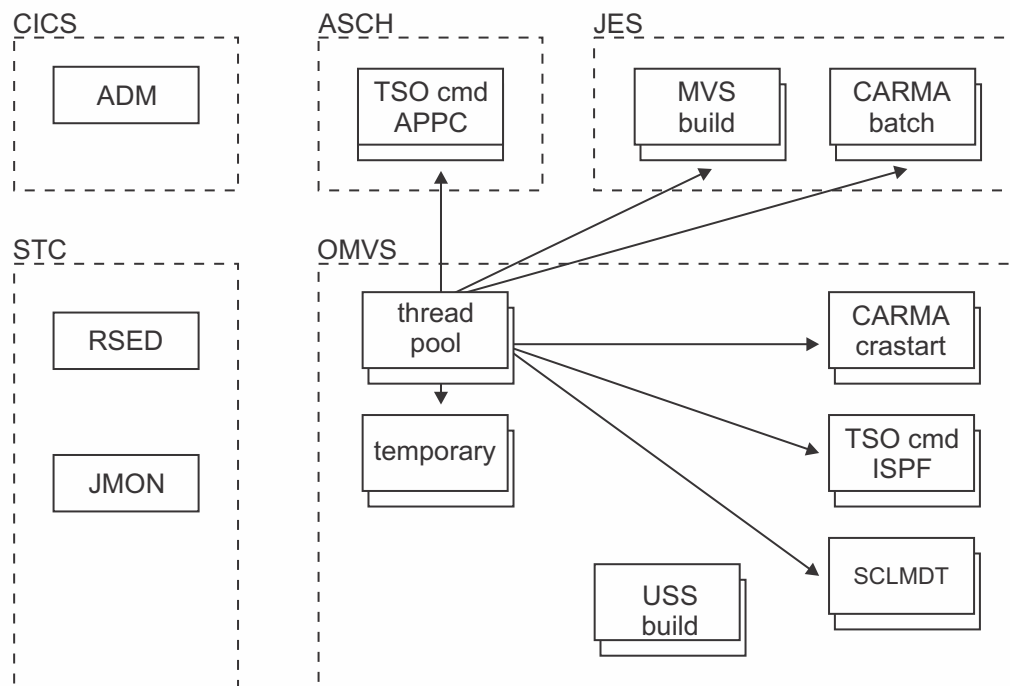 CICS
ADM
ASCH
TSO cmd
APPC
JES
MVS
build
CARMA
batch
STC
RSED
JMON
OMVS
thread
pool
temporary
CARMA
crastart
TSO cmd
ISPF
SCLMDT
USS
build